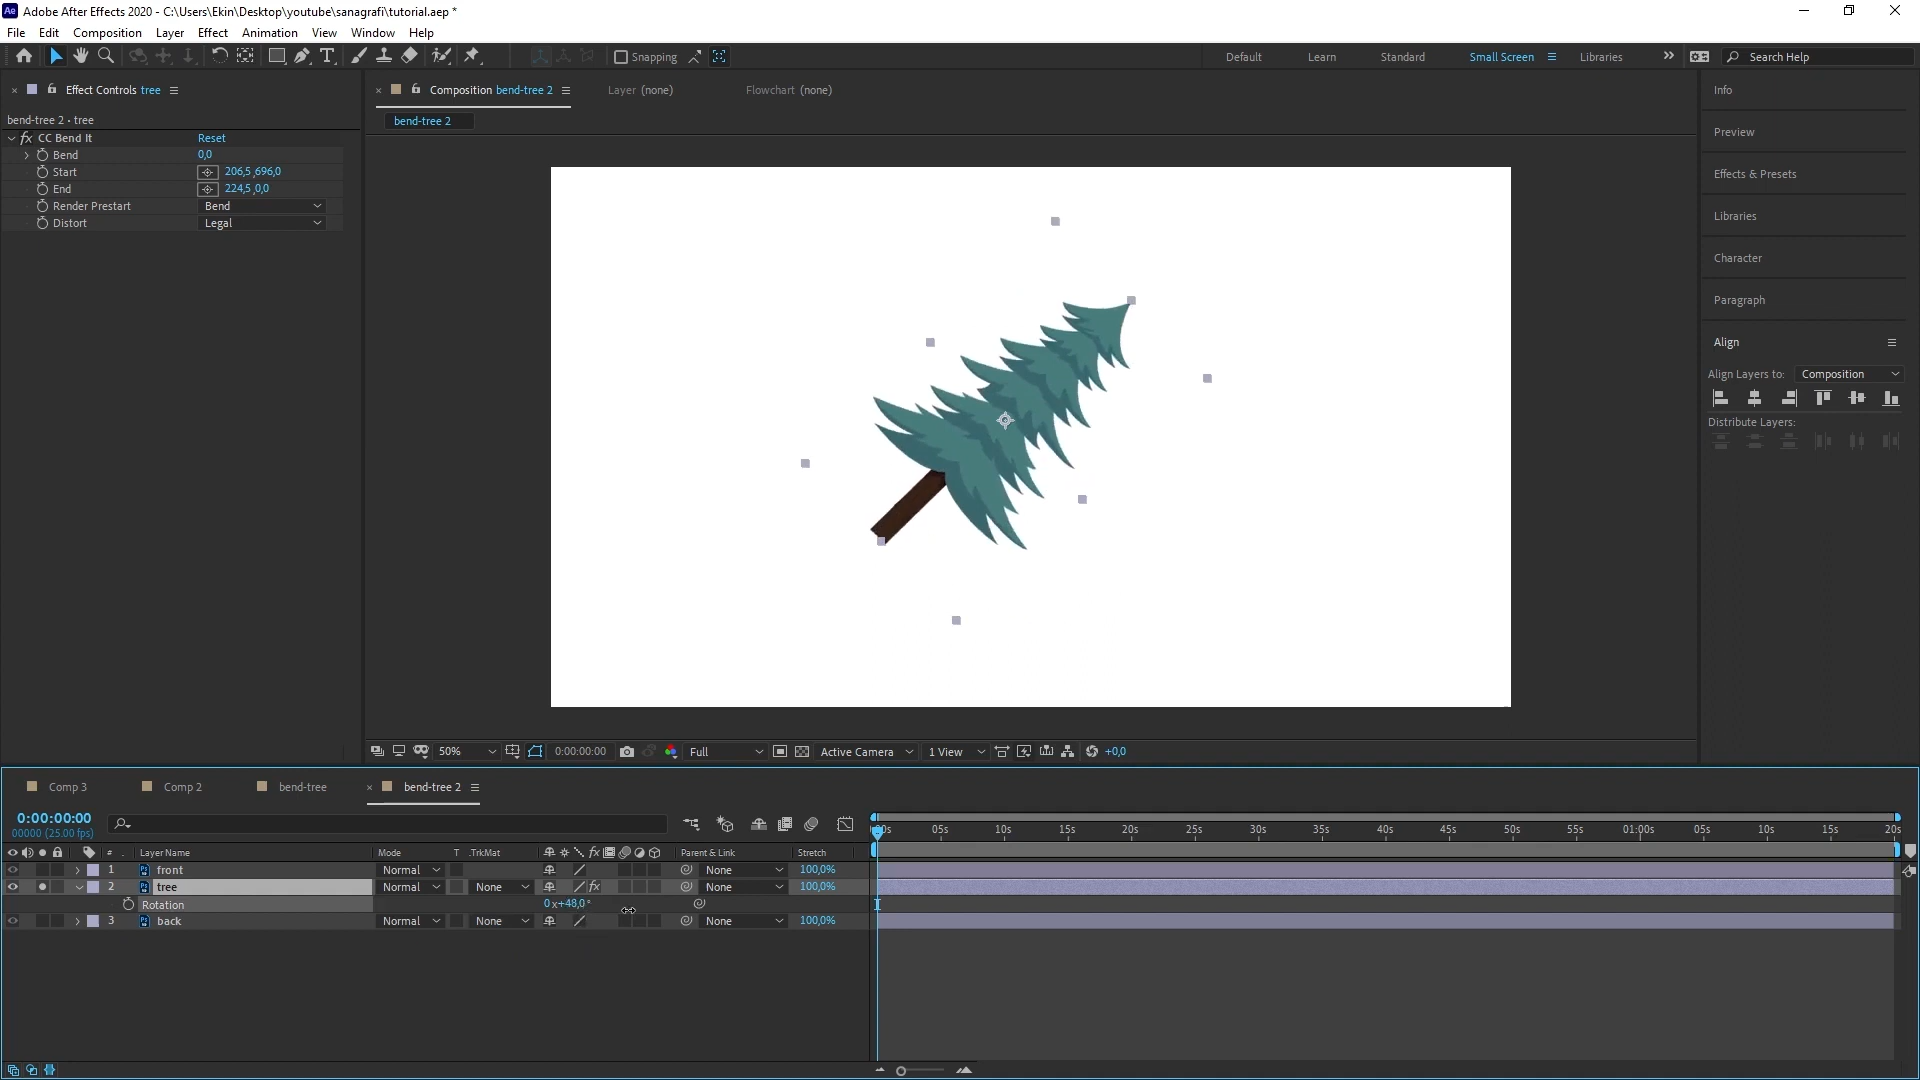 Ae Adobe After Effects 2020 - C:\Users\Ekin\Desktop\youtube\sanagrafi\tutorial.aep *
File Edit Composition Layer Effect Animation View Window Help
Snapping Default Learn Standard Small Screen Libraries Search Help
Effect Controls tree
bend-tree 2 • tree
fx CC Bend It Reset
Bend 0,0
Start 206,5 ,696,0
End 224,5 ,0,0
Render Prestart Bend
Distort Legal
Composition bend-tree 2 Layer (none) Flowchart (none)
bend-tree 2
50% 0:00:00:00 Full Active Camera 1 View +0,0
Info
Preview
Effects & Presets
Libraries
Character
Paragraph
Align
Align Layers to: Composition
Distribute Layers:
Comp 3 Comp 2 bend-tree bend-tree 2
0:00:00:00
00000 (25.00 fps)
05s 10s 15s 20s 25s 30s 35s 40s 45s 50s 55s 01:00s 05s 10s 15s 20s
# . Layer Name Mode T .TrkMat fx Parent & Link Stretch
1 Ps front Normal None 100,0%
2 Ps tree Normal None fx None 100,0%
Rotation 0x+48,0°
3 Ps back Normal None None 100,0%